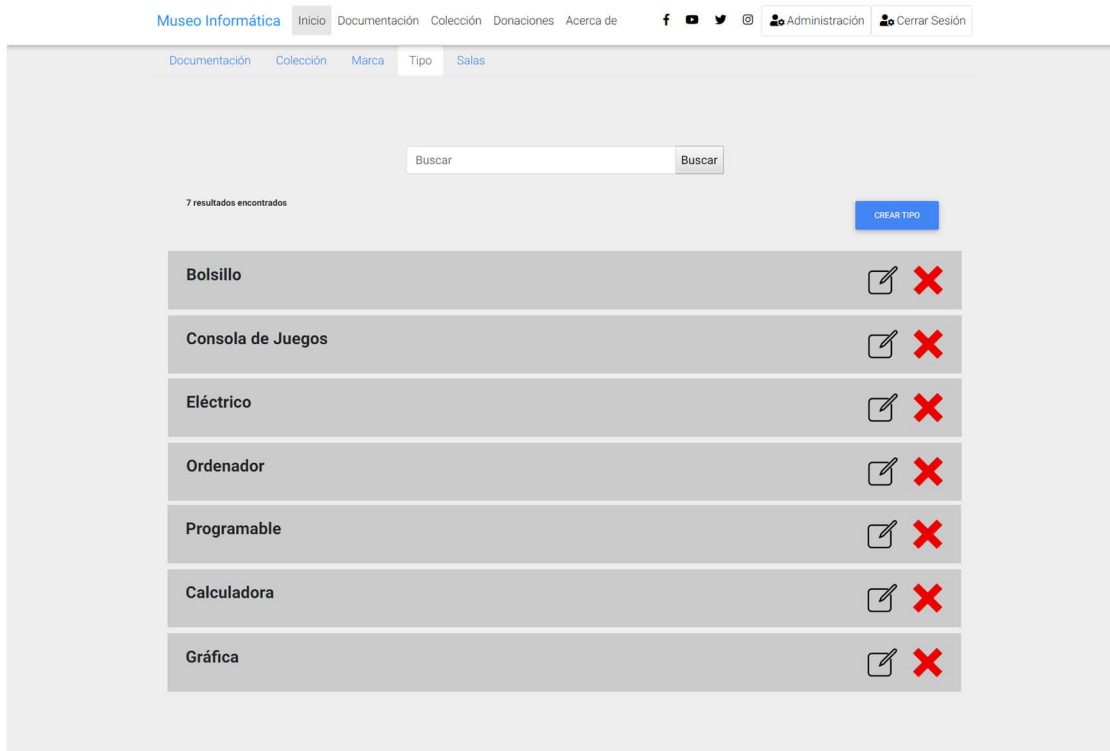 Museo Informática Inicio Documentación Colección Donaciones Acerca de Administración Cerrar Sesión
Documentación Colección Marca Tipo Salas
Buscar Buscar
7 resultados encontrados CREAR TIPO
Bolsillo
Consola de Juegos
Eléctrico
Ordenador
Programable
Calculadora
Gráfica